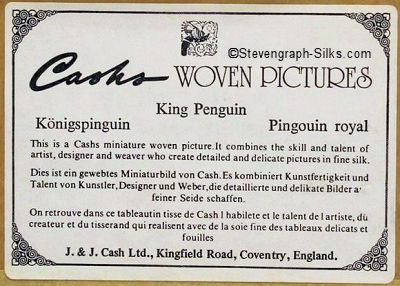 ©Stevengraph-Silks.com
Cashs WOVEN PICTURES
King Penguin
Königspinguin Pingouin royal
This is a Cashs miniature woven picture.It combines the skill and talent of
artist, designer and weaver who create detailed and delicate pictures in fine silk.
Dies ist ein gewebtes Miniaturbild von Cash.Es kombiniert Kunstfertigkeit und
Talent von Kunstler,Designer und Weber,die detaillierte und delikate Bilder a
feiner Seide schaffen.
On retrouve dans ce tableautin tisse de Cash l habilete et le talent de l artiste, du
createur et du tisserand qui realisent avec de la soie fine des tableaux delicats et
fouilles
J. & J. Cash Ltd., Kingfield Road, Coventry, England.